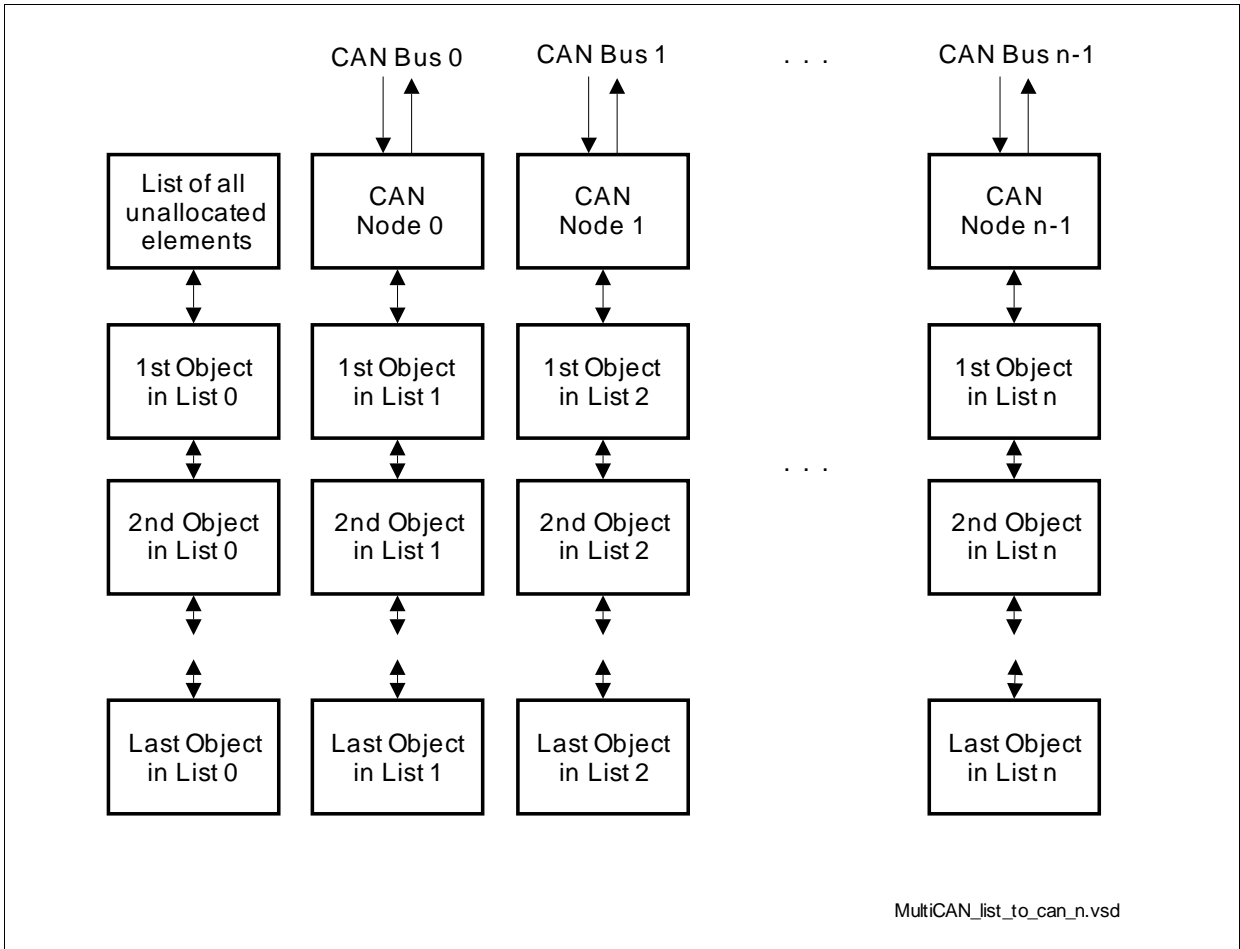 CAN Bus 0
CAN Bus 1
. . .
CAN Bus n-1
List of all
unallocated
elements
CAN
Node 0
CAN
Node 1
CAN
Node n-1
1st Object
in List 0
1st Object
in List 1
1st Object
in List 2
1st Object
in List n
. . .
2nd Object
in List 0
2nd Object
in List 1
2nd Object
in List 2
2nd Object
in List n
Last Object
in List 0
Last Object
in List 1
Last Object
in List 2
Last Object
in List n
MultiCAN_list_to_can_n.vsd